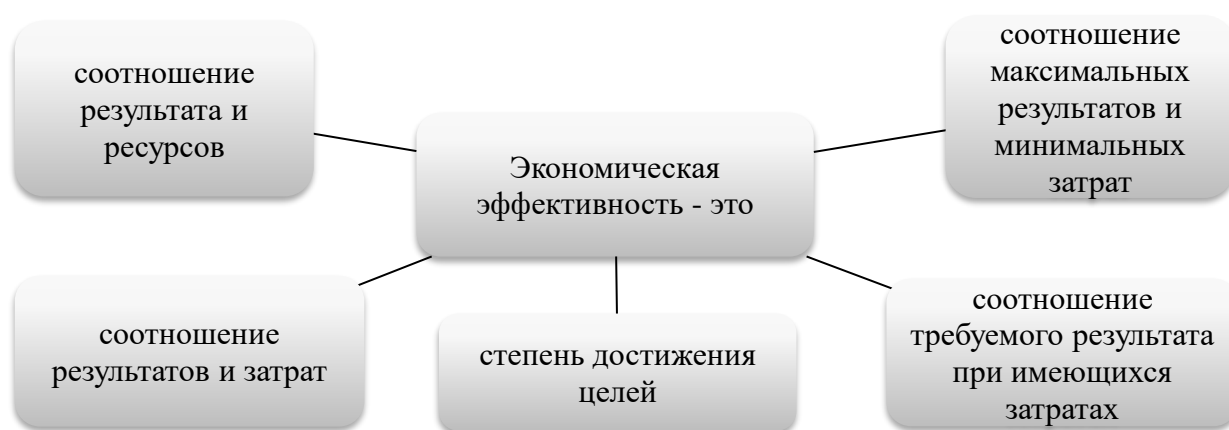 соотношение
результата и
ресурсов
соотношение
максимальных
результатов и
минимальных
затрат
Экономическая
эффективность - это
соотношение
результатов и затрат
степень достижения
целей
соотношение
требуемого результата
при имеющихся
затратах